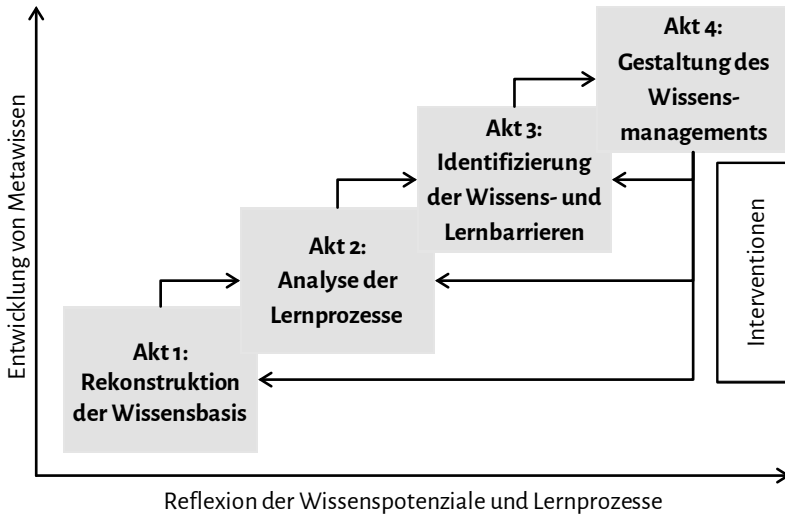 Akt 4:
Gestaltung des
Wissens-
managements
Akt 3:
Identifizierung
der Wissens- und
Lernbarrieren
Akt 2:
Analyse der
Lernprozesse
Akt 1:
Rekonstruktion
der Wissensbasis
Interventionen
Entwicklung von Metawissen
Reflexion der Wissenspotenziale und Lernprozesse